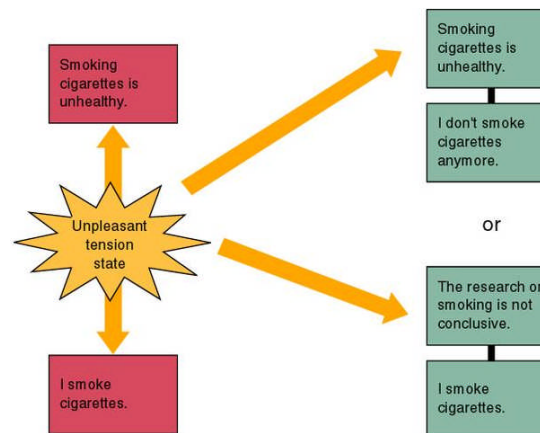 Smoking
cigarettes is
unhealthy.
Unpleasant
tension
state
I smoke
cigarettes.
Smoking
cigarettes is
unhealthy.
I don't smoke
cigarettes
anymore.
or
The research on
smoking is not
conclusive.
I smoke
cigarettes.